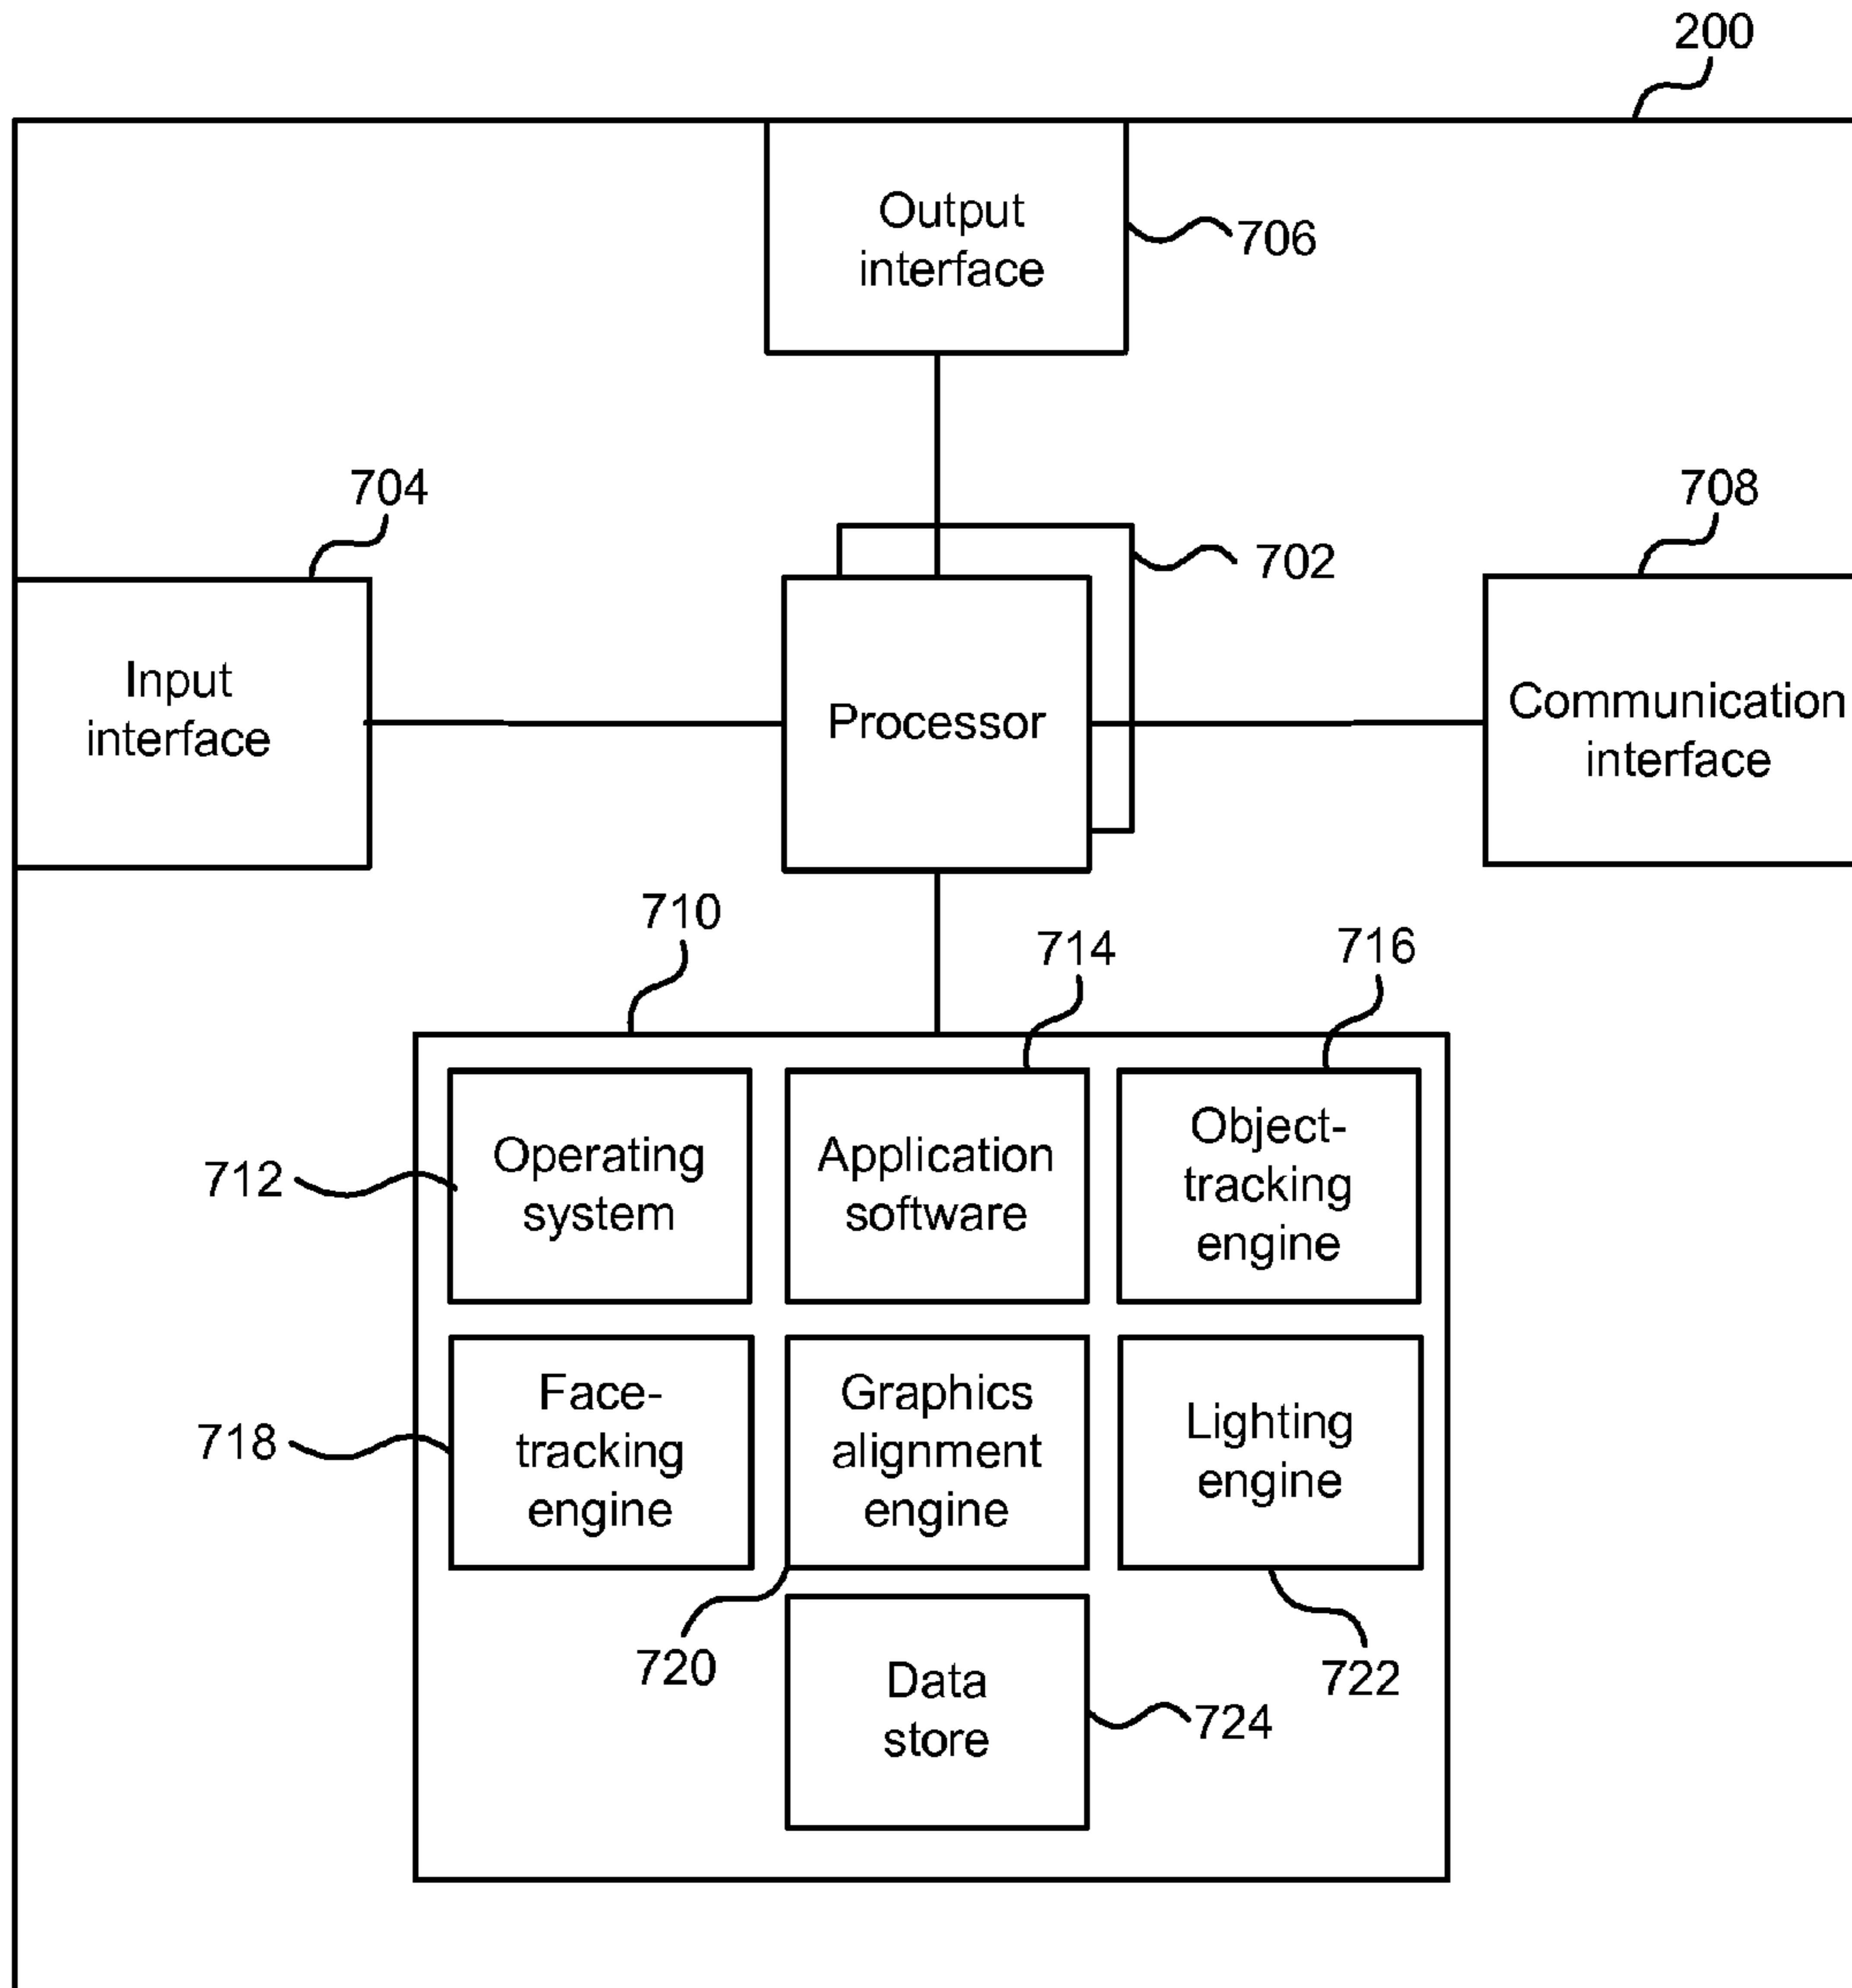 200
Output
interface
706
704
708
702
Input
interface
Processor
Communication
interface
710
714
716
712
Operating
system
Application
software
Object-
tracking
engine
718
Face-
tracking
engine
Graphics
alignment
engine
Lighting
engine
720
722
Data
store
724